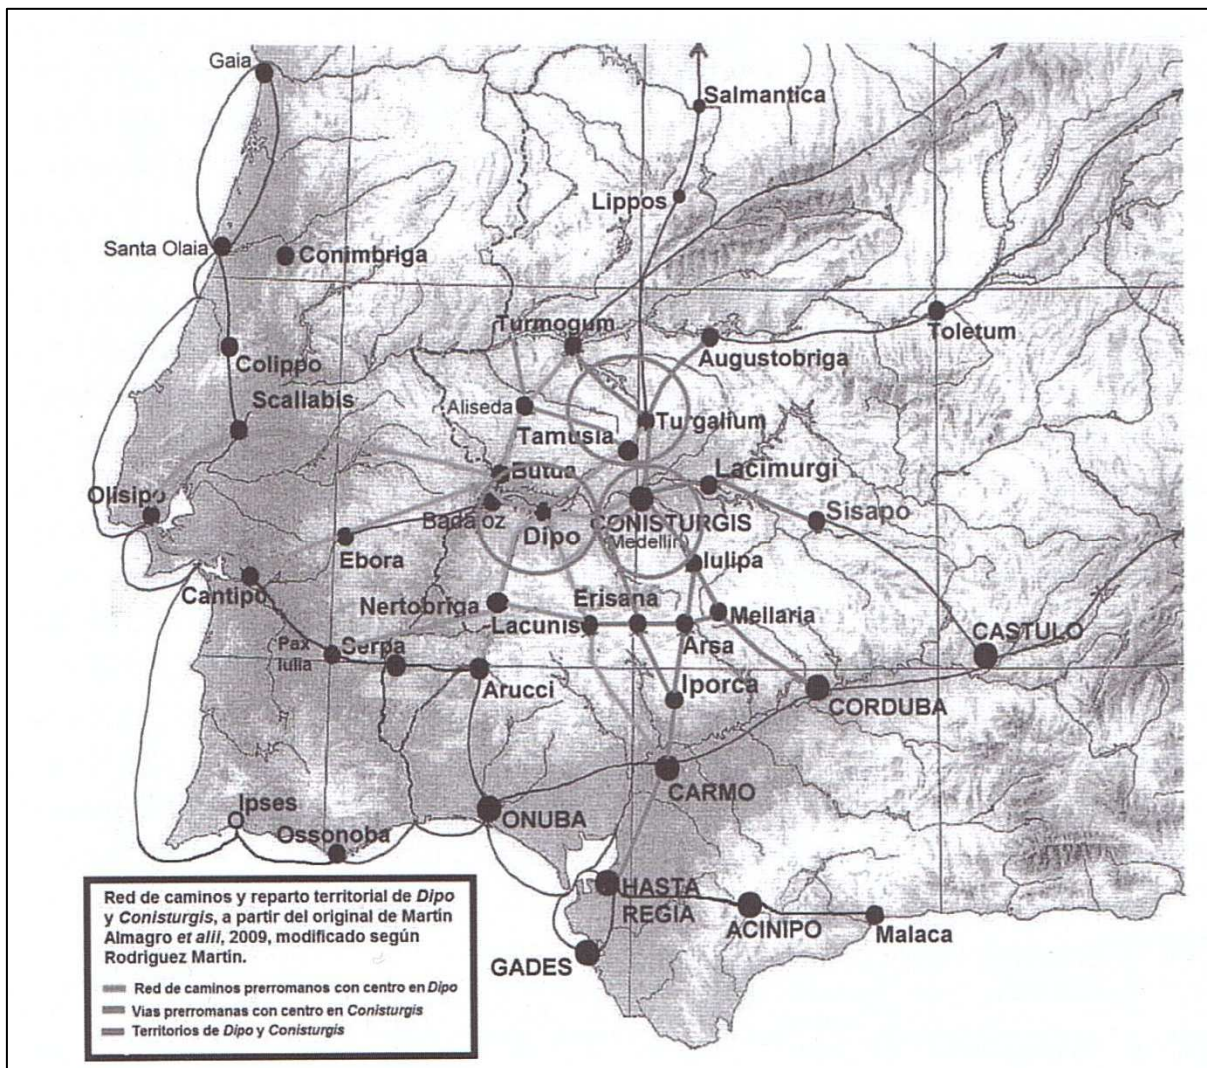 Gaia
Salmantica
Lippos
Santa Olaia
Conimbriga
Turmogum
Toletum
Augustobriga
Colippo
Scallabis
Aliseda
Turgalium
Tamusia
Butua
Lacimurgi
Olisipo
Badajoz
CONISTURGIS
(Medellin)
Sisapo
Dipo
Ebora
Iulipa
Cantipo
Nertobriga
Erisana
Lacunis
Mellaria
Pax
Iulia
Serpa
Arsa
CASTULO
Arucci
Iporca
CORDUBA
CARMO
Ipses
ONUBA
Ossonoba
HASTA
REGIA
ACINIPO
Malaca
GADES
Red de caminos y reparto territorial de Dipo
y Conisturgis, a partir del original de Martín
Almagro et alii, 2009, modificado según
Rodriguez Martín.
Red de caminos prerromanos con centro en Dipo
Vias prerromanas con centro en Conisturgis
Territorios de Dipo y Conisturgis